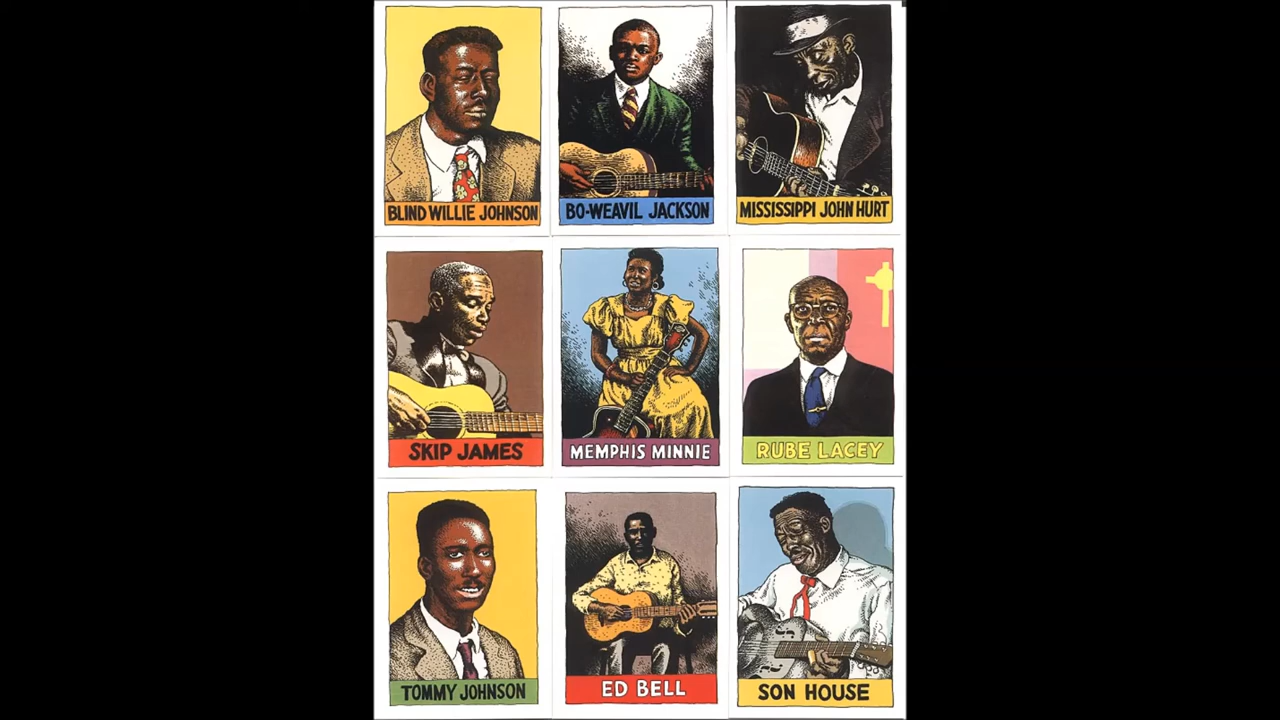 BLIND WILLIE JOHNSON
BO-WEAVIL JACKSON
MISSISSIPPI JOHN HURT
SKIP JAMES
MEMPHIS MINNIE
RUBE LACEY
TOMMY JOHNSON
ED BELL
SON HOUSE